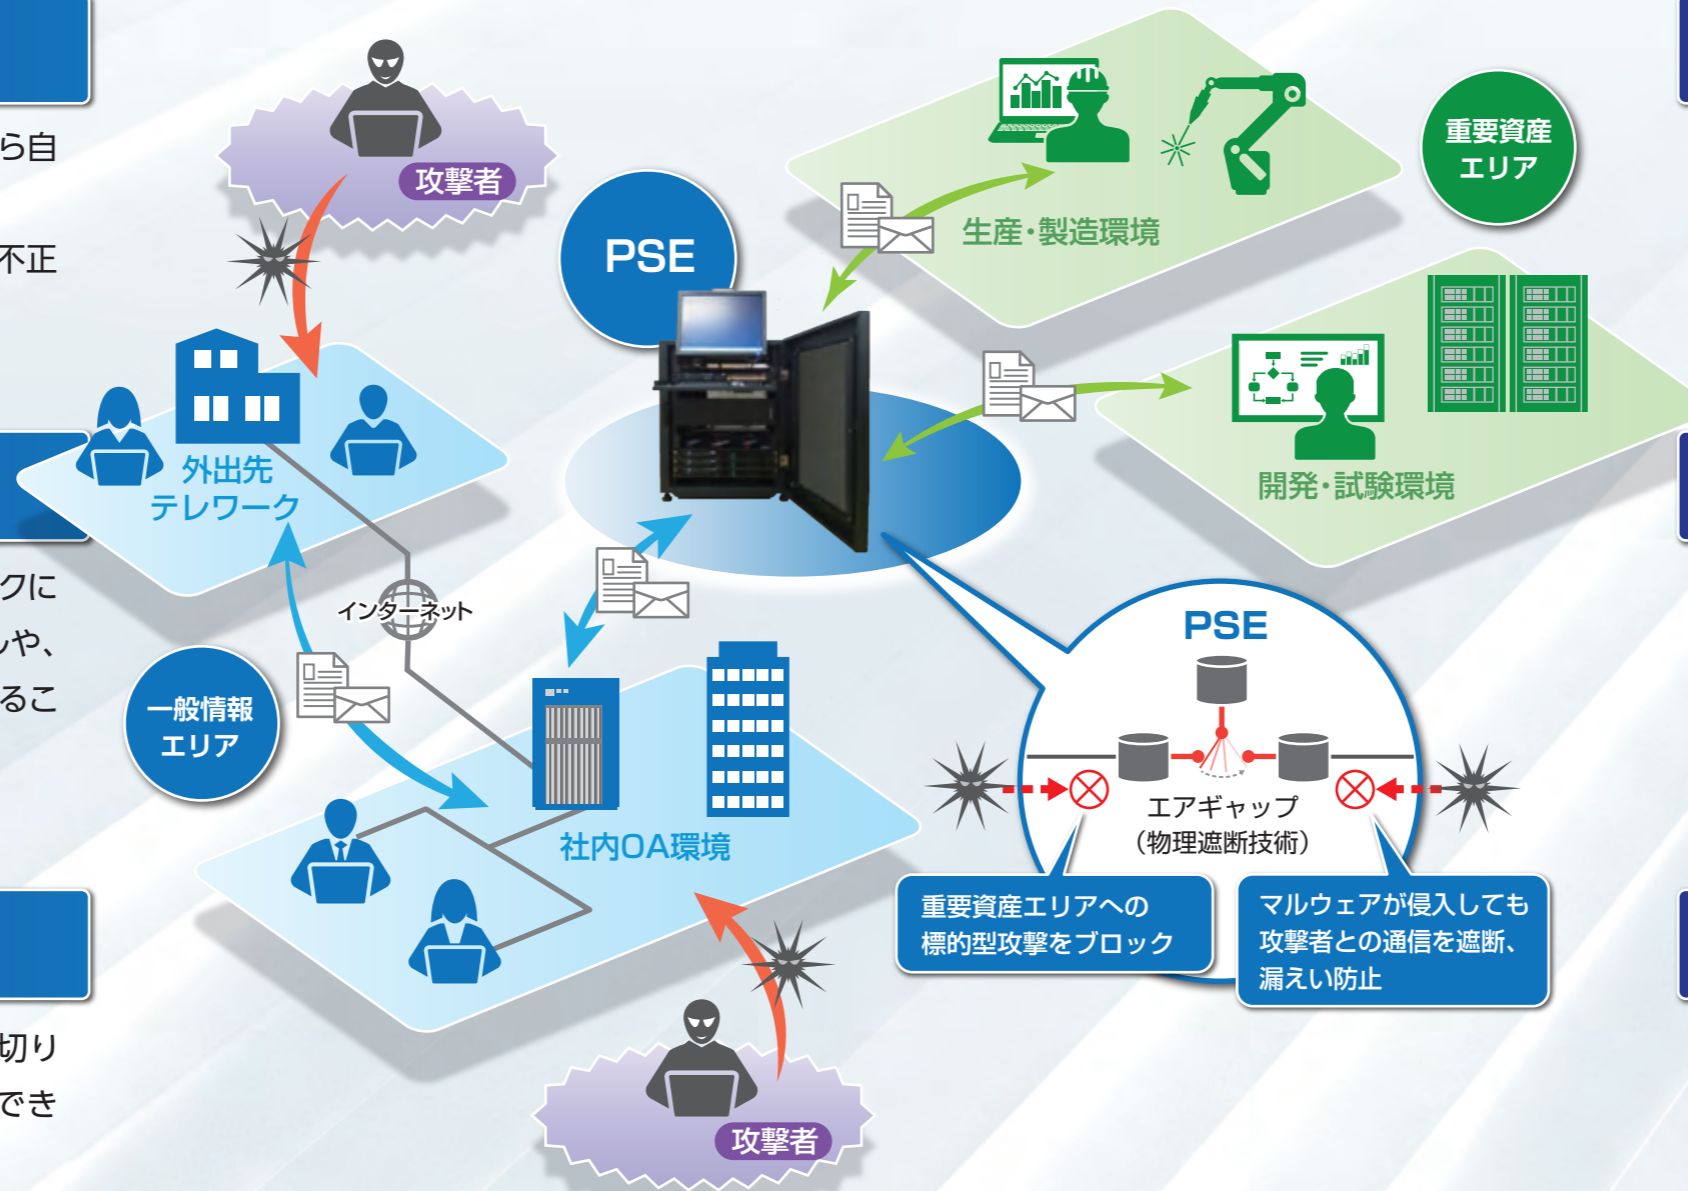 ら自
不正
クに
ルや、
るこ
切り
でき
攻撃者
PSE
生産・製造環境
重要資産
エリア
開発・試験環境
外出先
テレワーク
インターネット
一般情報
エリア
社内OA環境
PSE
エアギャップ
（物理遮断技術）
重要資産エリアへの
標的型攻撃をブロック
マルウェアが侵入しても
攻撃者との通信を遮断、
漏えい防止
攻撃者